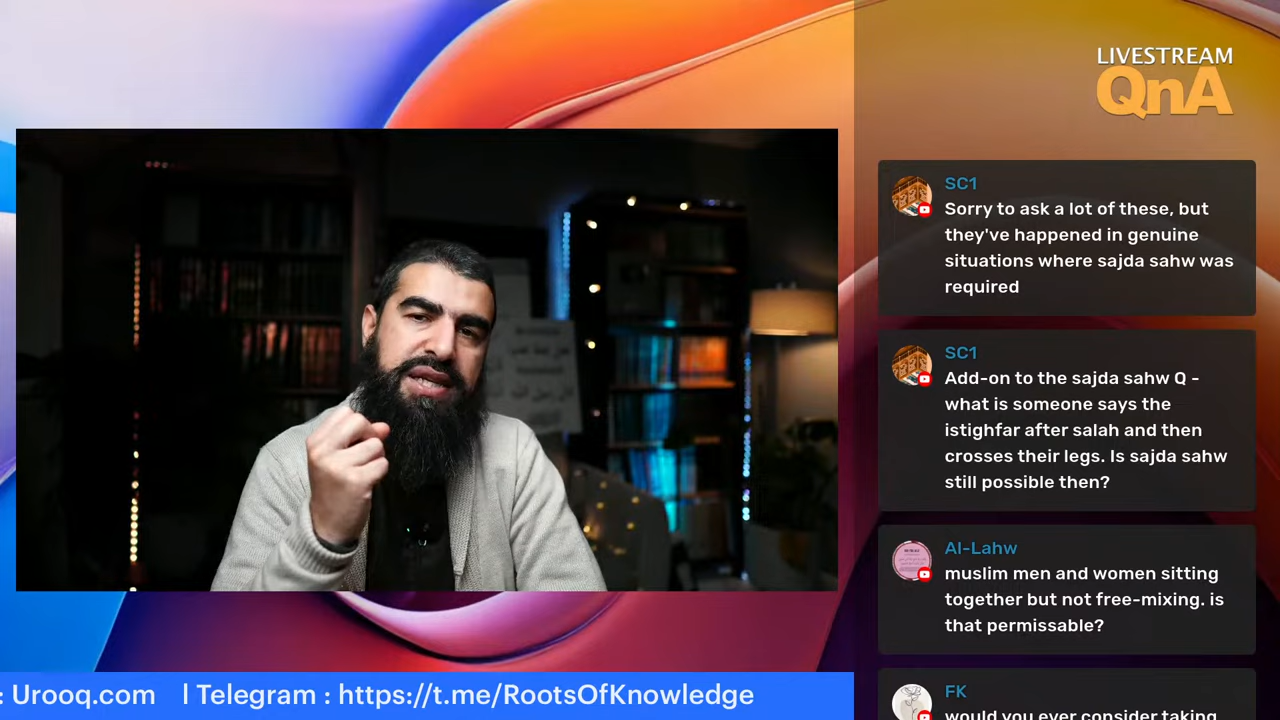 LIVESTREAM
QnA
SC1
Sorry to ask a lot of these, but
they've happened in genuine
situations where sajda sahw was
required
SC1
Add-on to the sajda sahw Q -
what is someone says the
istighfar after salah and then
crosses their legs. Is sajda sahw
still possible then?
Al-Lahw
muslim men and women sitting
together but not free-mixing. is
that permissable?
FK
would you ever consider taking
: Urooq.com l Telegram : https://t.me/RootsOfKnowledge